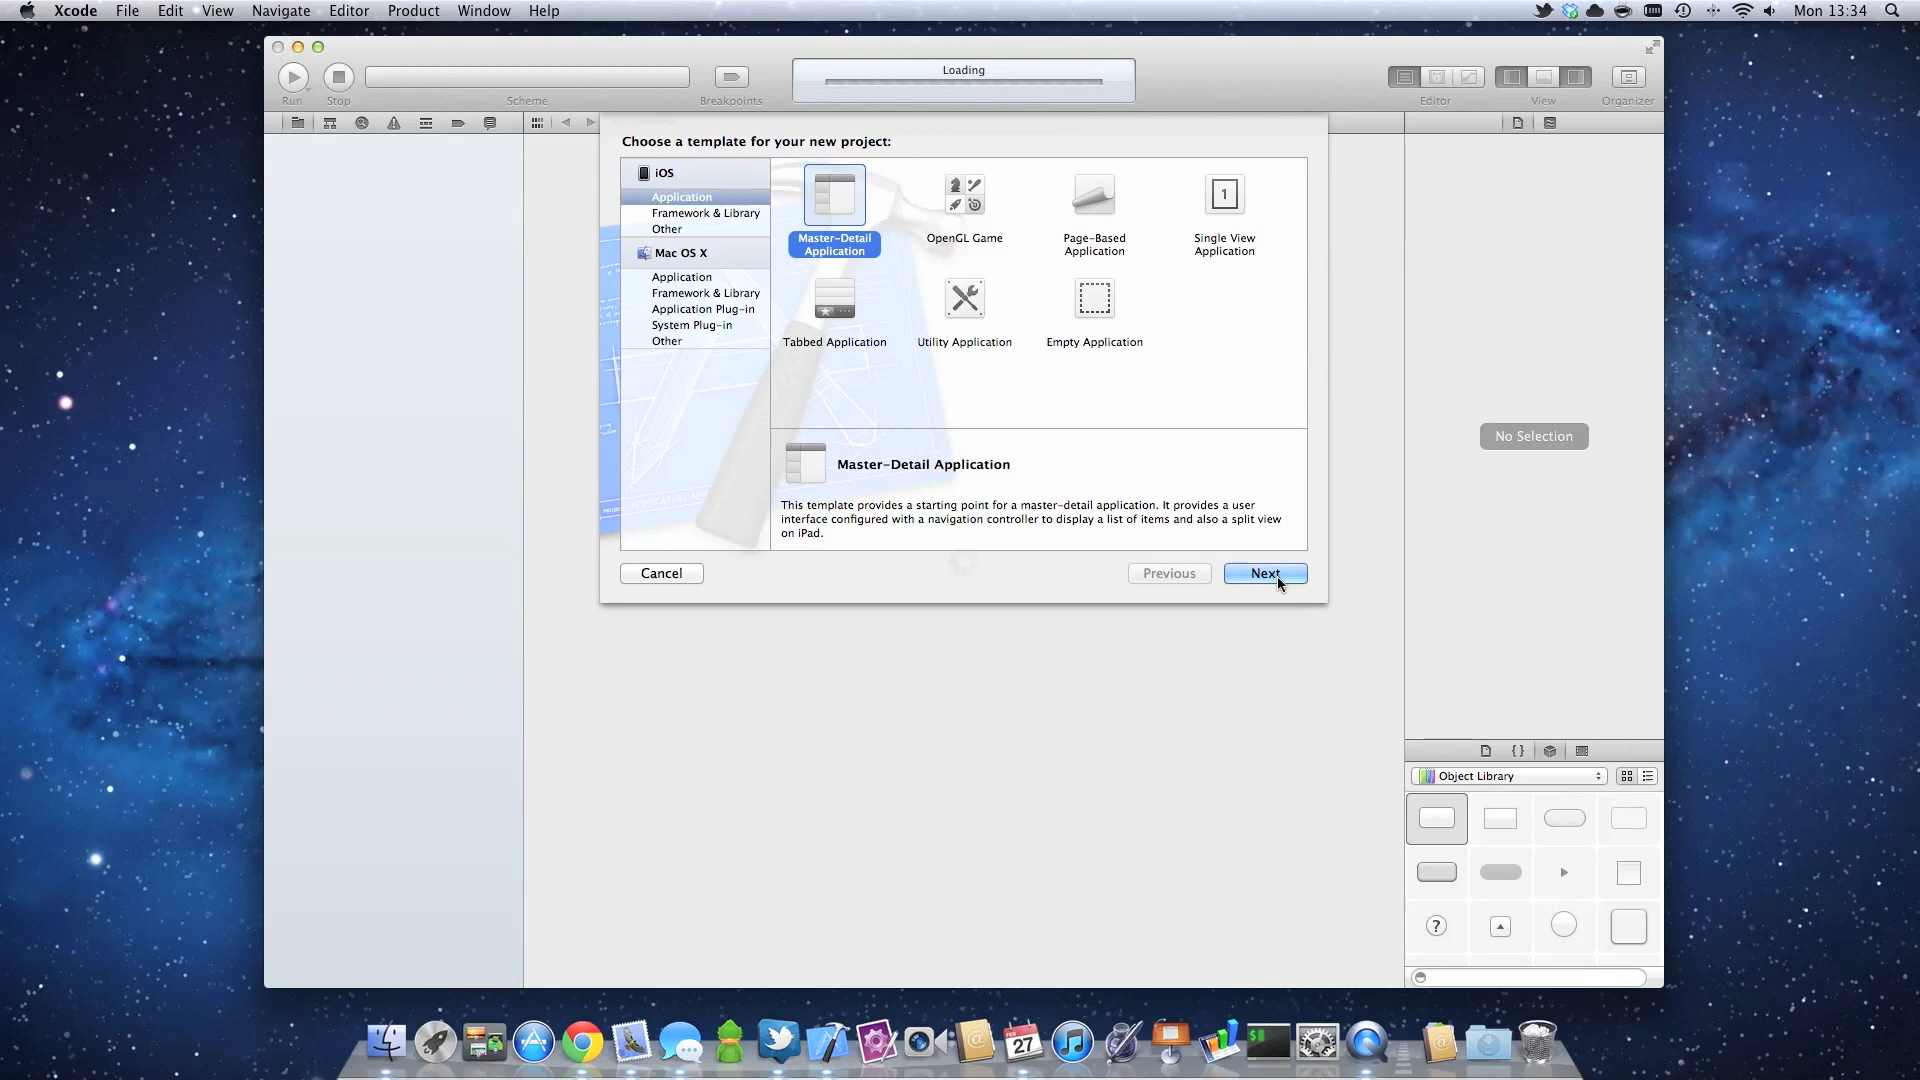 Xcode File Edit View Navigate Editor Product Window Help Mon 13:34
Loading
Run Stop Scheme Breakpoints Editor View Organizer
Choose a template for your new project:
iOS
Application
Framework & Library
Other
Mac OS X
Application
Framework & Library
Application Plug-in
System Plug-in
Other
Master-Detail
Application
OpenGL Game
Page-Based
Application
1
Single View
Application
Tabbed Application
Utility Application
Empty Application
Master-Detail Application
This template provides a starting point for a master-detail application. It provides a user
interface configured with a navigation controller to display a list of items and also a split view
on iPad.
Cancel
Previous
Next
No Selection
{ }
Object Library
?
FEB
27